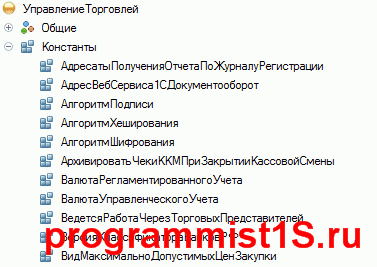 УправлениеТорговлей
Общие
Константы
АдресатыПолученияОтчетаПоЖурналуРегистрации
АдресВебСервиса1СДокументооборот
АлгоритмПодписи
АлгоритмХеширования
АлгоритмШифрования
АрхивироватьЧекиККМПриЗакрытииКассовойСмены
ВалютаРегламентированногоУчета
ВалютаУправленческогоУчета
ВедетсяРаботаЧерезТорговыхПредставителей
programmist1S.ru
ВидМаксимальноДопустимыхЦенЗакупки